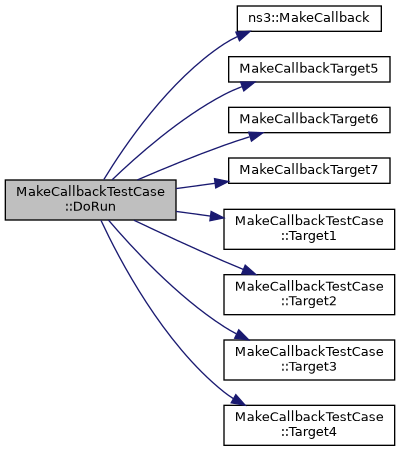 ns3::MakeCallback
MakeCallbackTarget5
MakeCallbackTarget6
MakeCallbackTarget7
MakeCallbackTestCase
::DoRun
MakeCallbackTestCase
::Target1
MakeCallbackTestCase
::Target2
MakeCallbackTestCase
::Target3
MakeCallbackTestCase
::Target4